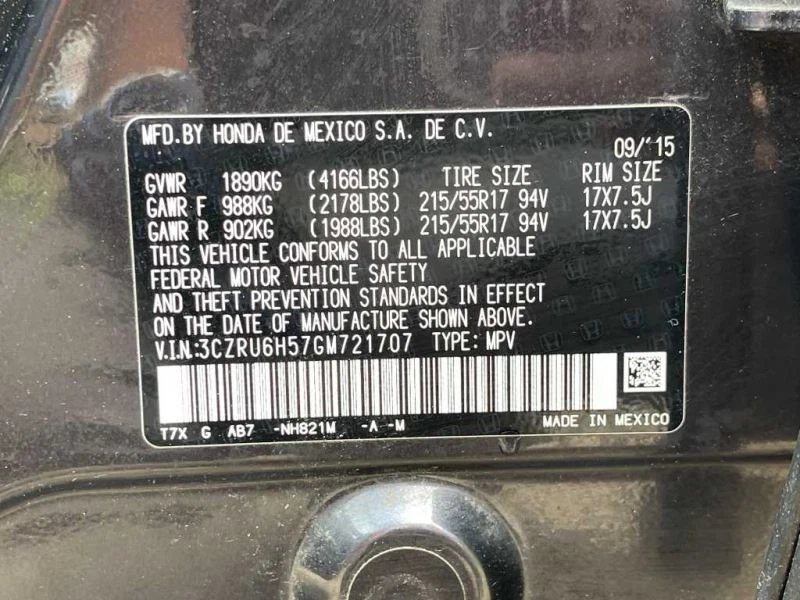 MFD.BY HONDA DE MEXICO S.A. DE C.V.
09/'15
GVWR 1890KG (4166LBS) TIRE SIZE RIM SIZE
GAWR F 988KG (2178LBS) 215/55R17 94V 17X7.5J
GAWR R 902KG (1988LBS) 215/55R17 94V 17X7.5J
THIS VEHICLE CONFORMS TO ALL APPLICABLE
FEDERAL MOTOR VEHICLE SAFETY
AND THEFT PREVENTION STANDARDS IN EFFECT
ON THE DATE OF MANUFACTURE SHOWN ABOVE.
V.I.N.:3CZRU6H57GM721707 TYPE: MPV
T7X G AB7 -NH821M -A -M MADE IN MEXICO